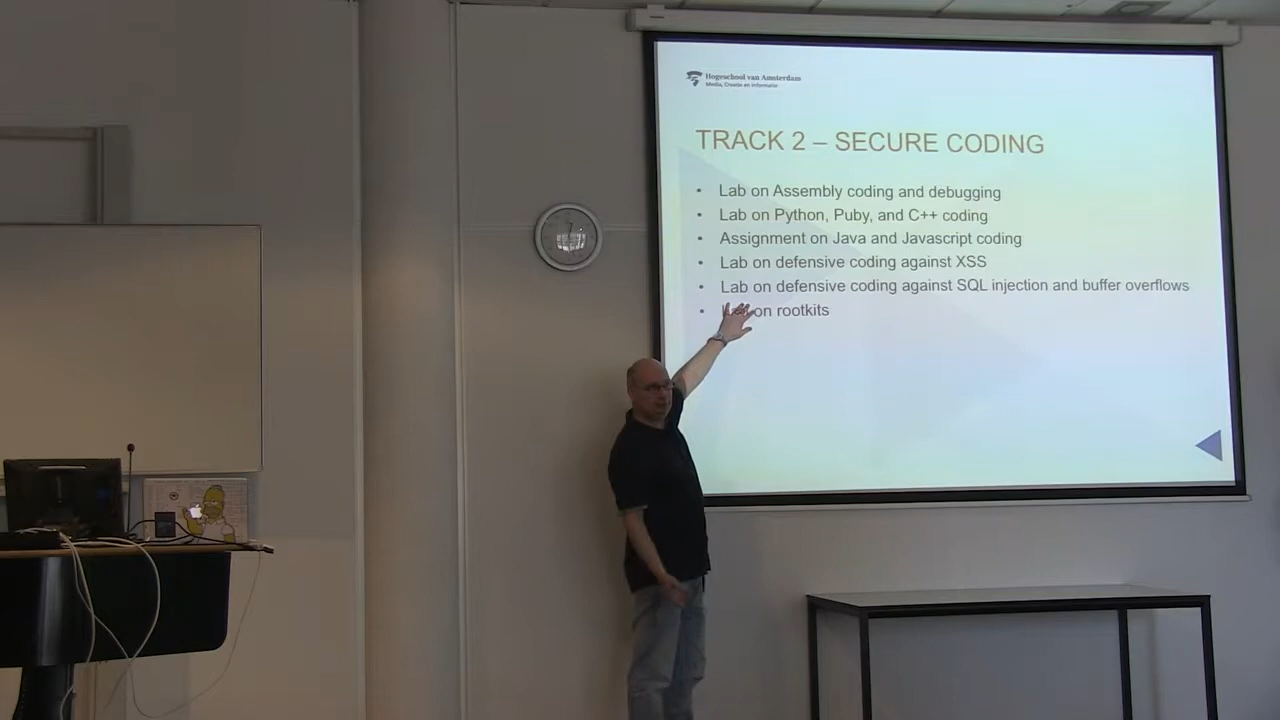 Hogeschool van Amsterdam
Media, Creatie en Informatie
TRACK 2 – SECURE CODING
• Lab on Assembly coding and debugging
• Lab on Python, Puby, and C++ coding
• Assignment on Java and Javascript coding
• Lab on defensive coding against XSS
• Lab on defensive coding against SQL injection and buffer overflows
• on rootkits